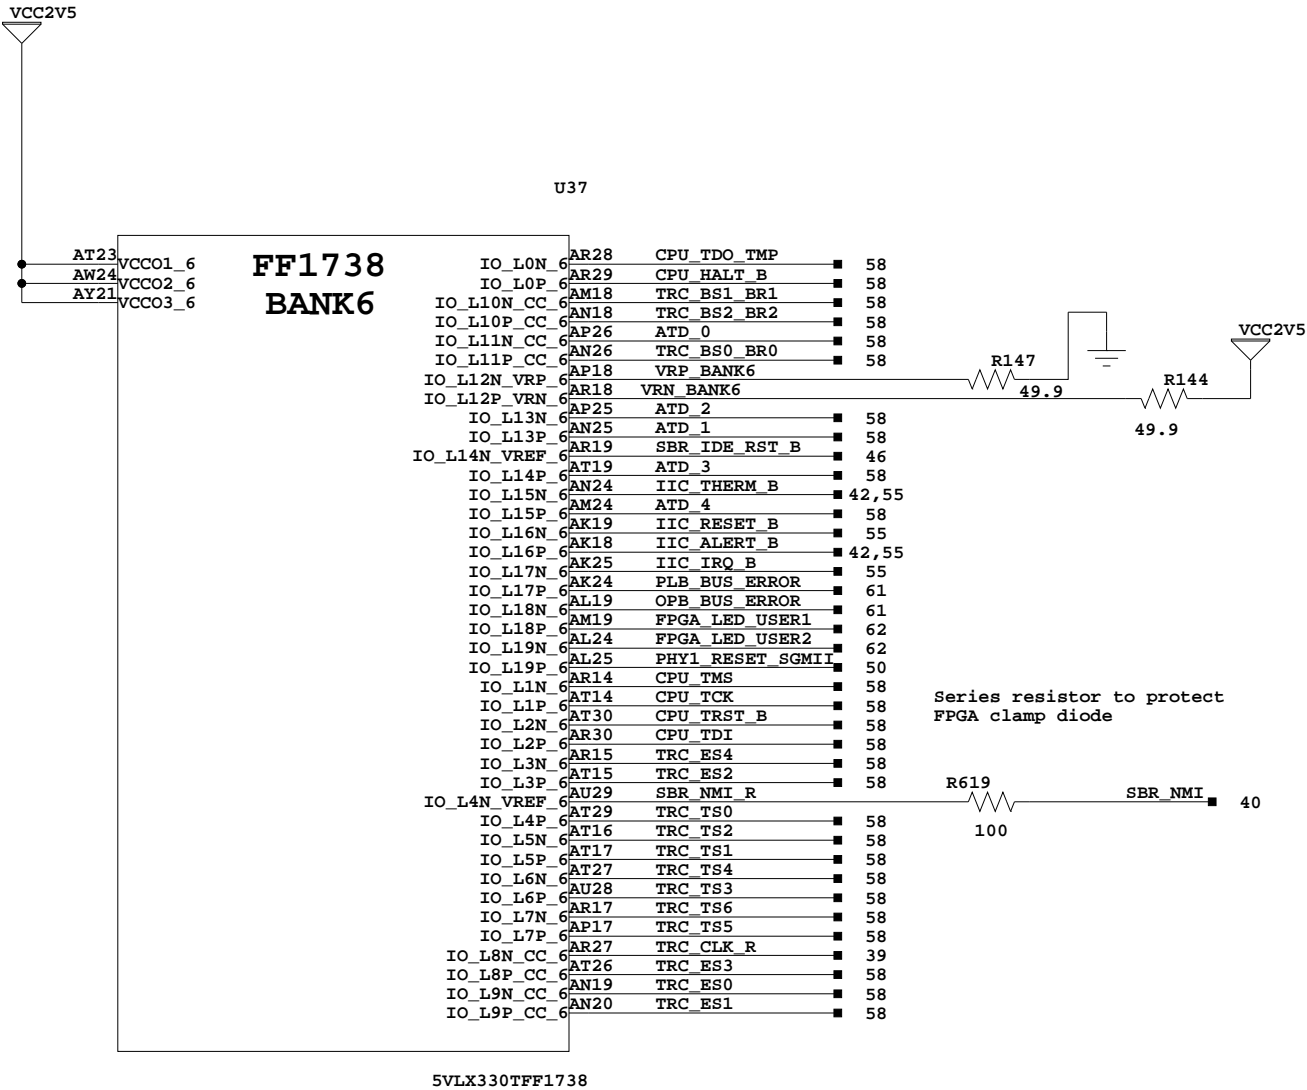 VCC2V5
U37
FF1738
BANK6
AT23 VCCO1_6
AW24 VCCO2_6
AY21 VCCO3_6
IO_L0N_6 AR28 CPU_TDO_TMP 58
IO_L0P_6 AR29 CPU_HALT_B 58
IO_L10N_CC_6 AM18 TRC_BS1_BR1 58
IO_L10P_CC_6 AN18 TRC_BS2_BR2 58
IO_L11N_CC_6 AP26 ATD_0 58
IO_L11P_CC_6 AN26 TRC_BS0_BR0 58
VCC2V5
IO_L12N_VRP_6 AP18 VRP_BANK6 R147 49.9
IO_L12P_VRN_6 AR18 VRN_BANK6 R144 49.9
IO_L13N_6 AP25 ATD_2 58
IO_L13P_6 AN25 ATD_1 58
IO_L14N_VREF_6 AR19 SBR_IDE_RST_B 46
IO_L14P_6 AT19 ATD_3 58
IO_L15N_6 AN24 IIC_THERM_B 42,55
IO_L15P_6 AM24 ATD_4 58
IO_L16N_6 AK19 IIC_RESET_B 55
IO_L16P_6 AK18 IIC_ALERT_B 42,55
IO_L17N_6 AK25 IIC_IRQ_B 55
IO_L17P_6 AK24 PLB_BUS_ERROR 61
IO_L18N_6 AL19 OPB_BUS_ERROR 61
IO_L18P_6 AM19 FPGA_LED_USER1 62
IO_L19N_6 AL24 FPGA_LED_USER2 62
IO_L19P_6 AL25 PHY1_RESET_SGMII 50
IO_L1N_6 AR14 CPU_TMS 58
IO_L1P_6 AT14 CPU_TCK 58
IO_L2N_6 AT30 CPU_TRST_B 58
IO_L2P_6 AR30 CPU_TDI 58
IO_L3N_6 AR15 TRC_ES4 58
IO_L3P_6 AT15 TRC_ES2 58
Series resistor to protect
FPGA clamp diode
IO_L4N_VREF_6 AU29 SBR_NMI_R R619 100 SBR_NMI 40
IO_L4P_6 AT29 TRC_TS0 58
IO_L5N_6 AT16 TRC_TS2 58
IO_L5P_6 AT17 TRC_TS1 58
IO_L6N_6 AT27 TRC_TS4 58
IO_L6P_6 AU28 TRC_TS3 58
IO_L7N_6 AR17 TRC_TS6 58
IO_L7P_6 AP17 TRC_TS5 58
IO_L8N_CC_6 AR27 TRC_CLK_R 39
IO_L8P_CC_6 AT26 TRC_ES3 58
IO_L9N_CC_6 AN19 TRC_ES0 58
IO_L9P_CC_6 AN20 TRC_ES1 58
5VLX330TFF1738